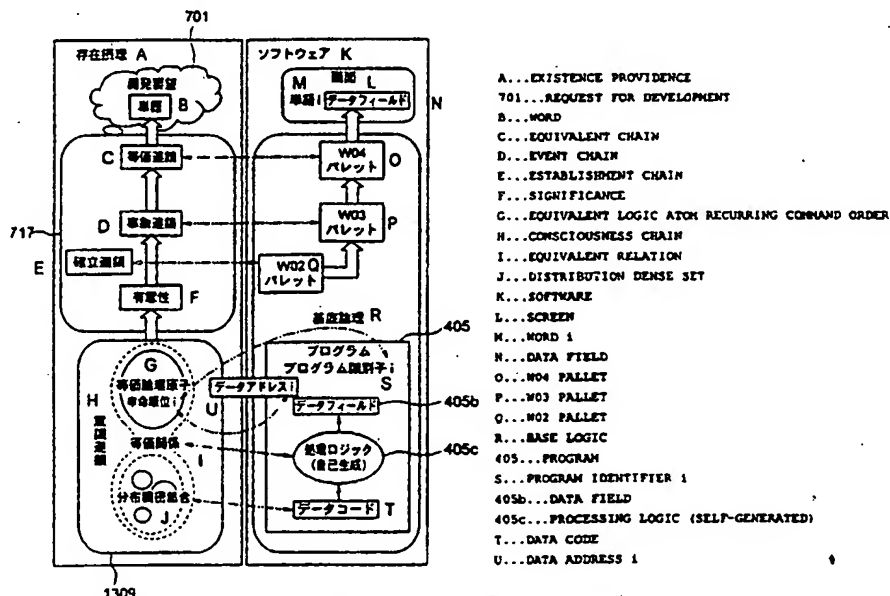 701
存在摂理 A
ソフトウェア K
開発要望
単語 B
M 画面 L
単語i データフィールド N
C 等価連鎖
W04
パレット O
717
D 事象連鎖
W03
パレット P
E 確立連鎖
W02 Q
パレット
有意性 F
基底論理 R
405
プログラム
プログラム識別子 i
S
G
等価論理原子
命順位 i
H
U データアドレス i
データフィールド 405b
等価関係 I
処理ロジック
(自己生成) 405c
分布稠密集合
J
データコード T
1309
A...EXISTENCE PROVIDENCE
701...REQUEST FOR DEVELOPMENT
B...WORD
C...EQUIVALENT CHAIN
D...EVENT CHAIN
E...ESTABLISHMENT CHAIN
F...SIGNIFICANCE
G...EQUIVALENT LOGIC ATOM RECURRING COMMAND ORDER
H...CONSCIOUSNESS CHAIN
I...EQUIVALENT RELATION
J...DISTRIBUTION DENSE SET
K...SOFTWARE
L...SCREEN
M...WORD i
N...DATA FIELD
O...W04 PALLET
P...W03 PALLET
Q...W02 PALLET
R...BASE LOGIC
405...PROGRAM
S...PROGRAM IDENTIFIER i
405b...DATA FIELD
405c...PROCESSING LOGIC (SELF-GENERATED)
T...DATA CODE
U...DATA ADDRESS i